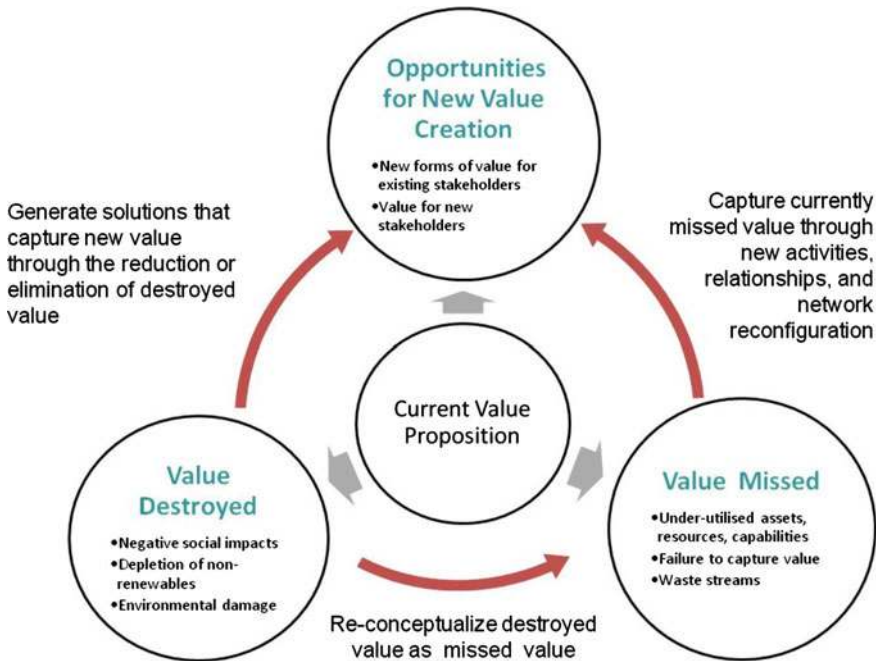 Opportunities
for New Value
Creation
•New forms of value for
existing stakeholders
•Value for new
stakeholders
Generate solutions that
capture new value
through the reduction or
elimination of destroyed
value
Capture currently
missed value through
new activities,
relationships, and
network
reconfiguration
Current Value
Proposition
Value
Destroyed
•Negative social impacts
•Depletion of non-
renewables
•Environmental damage
Value Missed
•Under-utilised assets,
resources, capabilities
•Failure to capture value
•Waste streams
Re-conceptualize destroyed
value as missed value